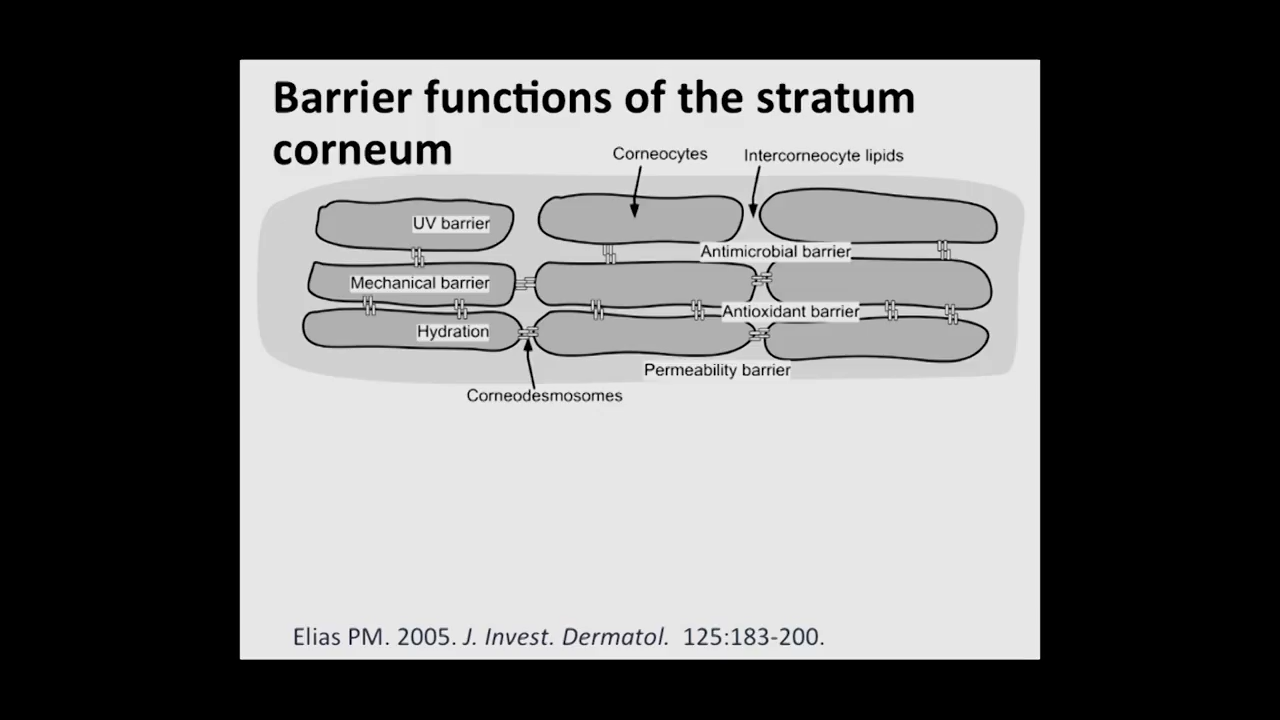 Barrier functions of the stratum
corneum
Corneocytes
Intercorneocyte lipids
UV barrier
Antimicrobial barrier
Mechanical barrier
Antioxidant barrier
Hydration
Permeability barrier
Corneodesmosomes
Elias PM. 2005. J. Invest. Dermatol. 125:183-200.